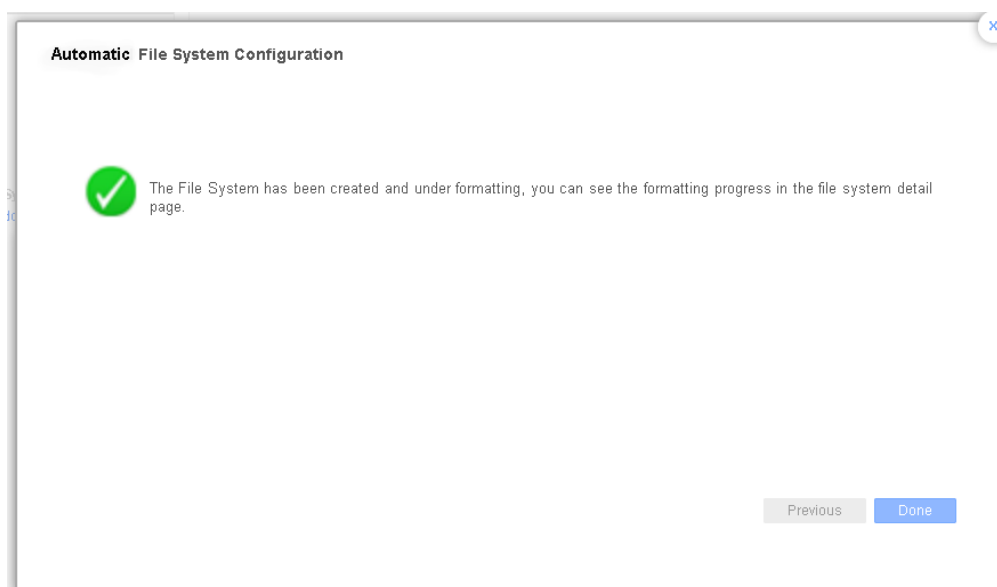 x
Automatic File System Configuration
The File System has been created and under formatting, you can see the formatting progress in the file system detail
page.
Previous Done